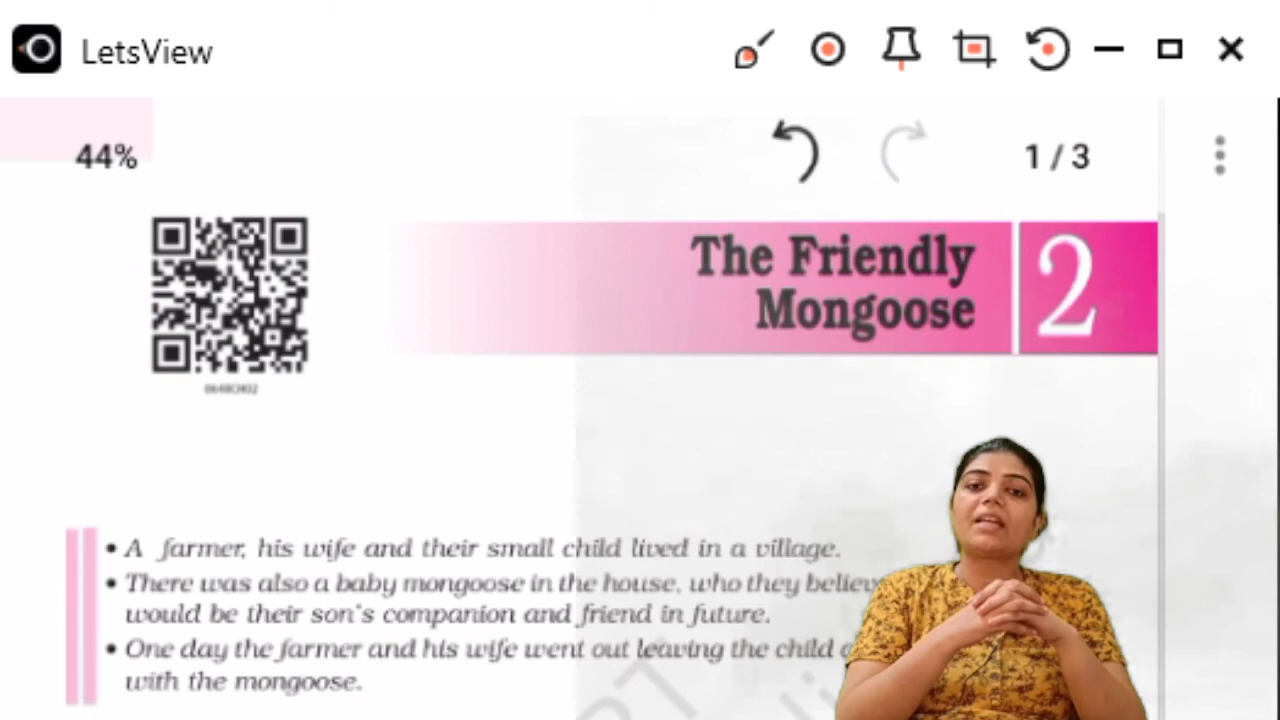 LetsView
44%
1 / 3
The Friendly
Mongoose
2
• A farmer, his wife and their small child lived in a village.
• There was also a baby mongoose in the house, who they believ
would be their son's companion and friend in future.
• One day the farmer and his wife went out leaving the child
with the mongoose.